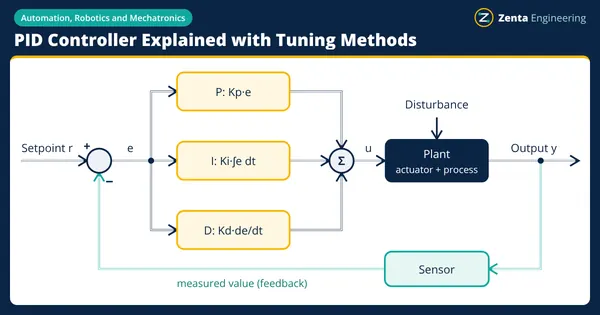 Automation, Robotics and Mechatronics
Zenta Engineering
PID Controller Explained with Tuning Methods
P: Kp·e
Disturbance
Setpoint r
+
e
I: Ki·∫e dt
Σ
u
Plant
actuator + process
Output y
−
D: Kd·de/dt
Sensor
measured value (feedback)